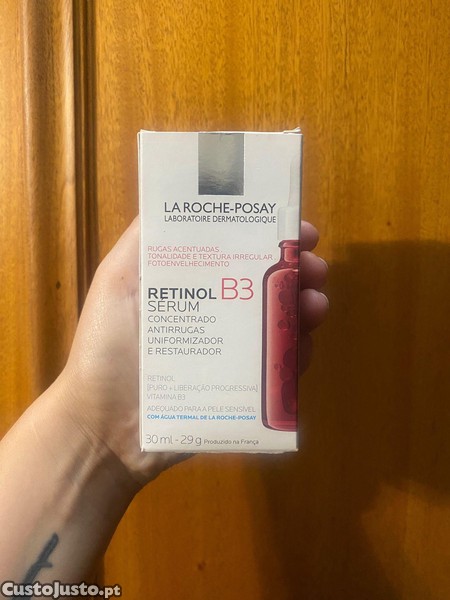 LA ROCHE-POSAY
LABORATOIRE DERMATOLOGIQUE
RUGAS ACENTUADAS
TONALIDADE E TEXTURA IRREGULAR
FOTOENVELHECIMENTO
RETINOL B3
SÉRUM
CONCENTRADO
ANTIRRUGAS
UNIFORMIZADOR
E RESTAURADOR
RETINOL
[PURO + LIBERAÇÃO PROGRESSIVA]
VITAMINA B3
ADEQUADO PARA A PELE SENSÍVEL
COM ÁGUA TERMAL DE LA ROCHE-POSAY
30 ml - 29 g Produzido na França
CustoJusto.pt